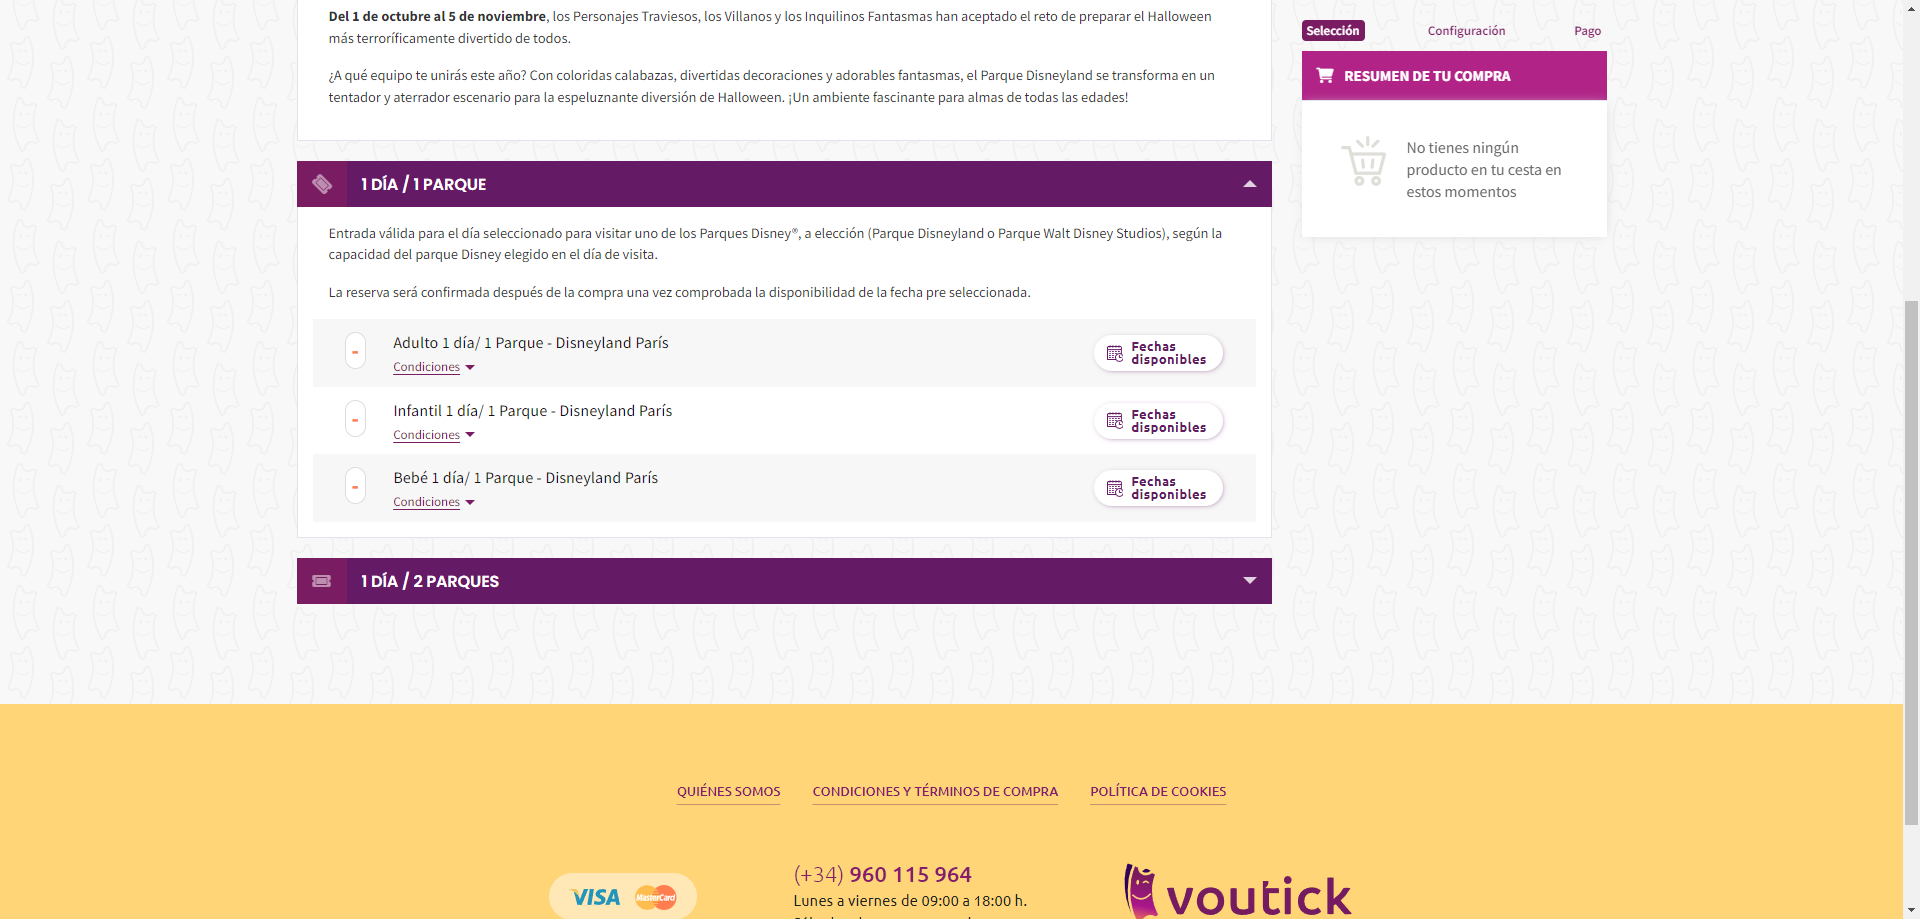 Del 1 de octubre al 5 de noviembre, los Personajes Traviesos, los Villanos y los Inquilinos Fantasmas han aceptado el reto de preparar el Halloween
más terroríficamente divertido de todos.
¿A qué equipo te unirás este año? Con coloridas calabazas, divertidas decoraciones y adorables fantasmas, el Parque Disneyland se transforma en un
tentador y aterrador escenario para la espeluznante diversión de Halloween. ¡Un ambiente fascinante para almas de todas las edades!
Selección
Configuración
Pago
RESUMEN DE TU COMPRA
No tienes ningún
producto en tu cesta en
estos momentos
1 DÍA / 1 PARQUE
Entrada válida para el día seleccionado para visitar uno de los Parques Disney®, a elección (Parque Disneyland o Parque Walt Disney Studios), según la
capacidad del parque Disney elegido en el día de visita.
La reserva será confirmada después de la compra una vez comprobada la disponibilidad de la fecha pre seleccionada.
-
Adulto 1 día/ 1 Parque - Disneyland París
Condiciones
Fechas
disponibles
-
Infantil 1 día/ 1 Parque - Disneyland París
Condiciones
Fechas
disponibles
-
Bebé 1 día/ 1 Parque - Disneyland París
Condiciones
Fechas
disponibles
1 DÍA / 2 PARQUES
QUIÉNES SOMOS
CONDICIONES Y TÉRMINOS DE COMPRA
POLÍTICA DE COOKIES
VISA
MasterCard
(+34) 960 115 964
Lunes a viernes de 09:00 a 18:00 h.
voutick